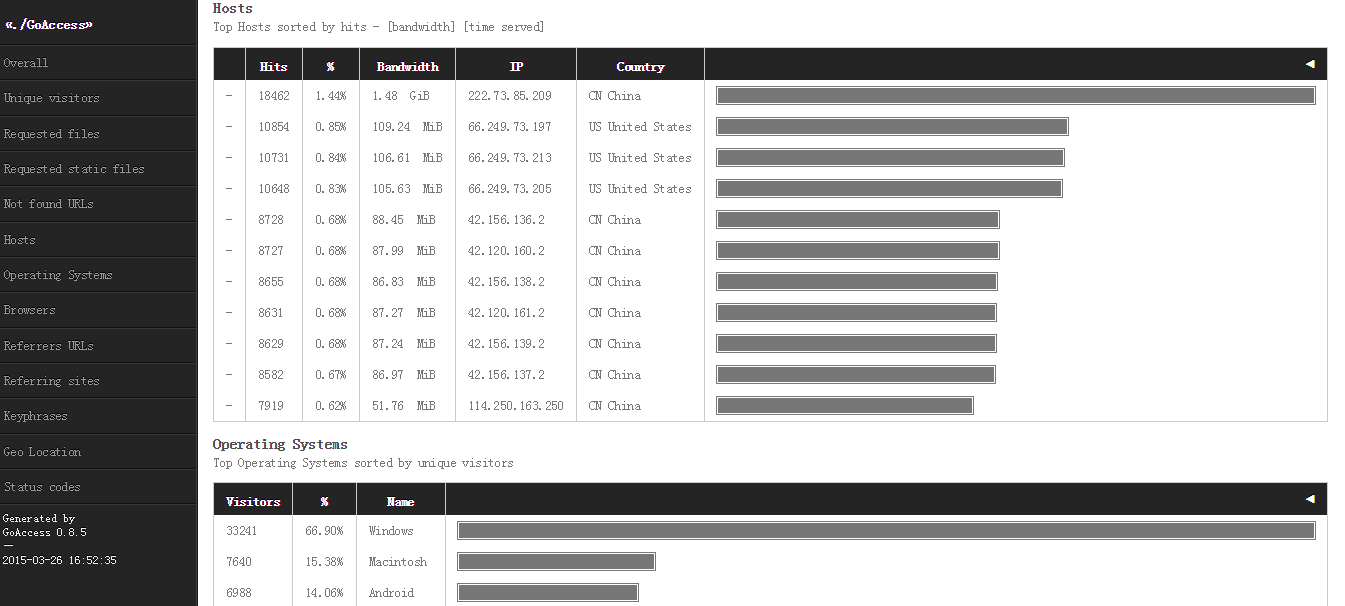 «./GoAccess»
Overall
Unique visitors
Requested files
Requested static files
Not found URLs
Hosts
Operating Systems
Browsers
Referrers URLs
Referring sites
Keyphrases
Geo Location
Status codes
Generated by
GoAccess 0.8.5
—
2015-03-26 16:52:35
Hosts
Top Hosts sorted by hits - [bandwidth] [time served]
Hits % Bandwidth IP Country ◀
- 18462 1.44% 1.48 GiB 222.73.85.209 CN China
- 10854 0.85% 109.24 MiB 66.249.73.197 US United States
- 10731 0.84% 106.61 MiB 66.249.73.213 US United States
- 10648 0.83% 105.63 MiB 66.249.73.205 US United States
- 8728 0.68% 88.45 MiB 42.156.136.2 CN China
- 8727 0.68% 87.99 MiB 42.120.160.2 CN China
- 8655 0.68% 86.83 MiB 42.156.138.2 CN China
- 8631 0.68% 87.27 MiB 42.120.161.2 CN China
- 8629 0.68% 87.24 MiB 42.156.139.2 CN China
- 8582 0.67% 86.97 MiB 42.156.137.2 CN China
- 7919 0.62% 51.76 MiB 114.250.163.250 CN China
Operating Systems
Top Operating Systems sorted by unique visitors
Visitors % Name ◀
33241 66.90% Windows
7640 15.38% Macintosh
6988 14.06% Android